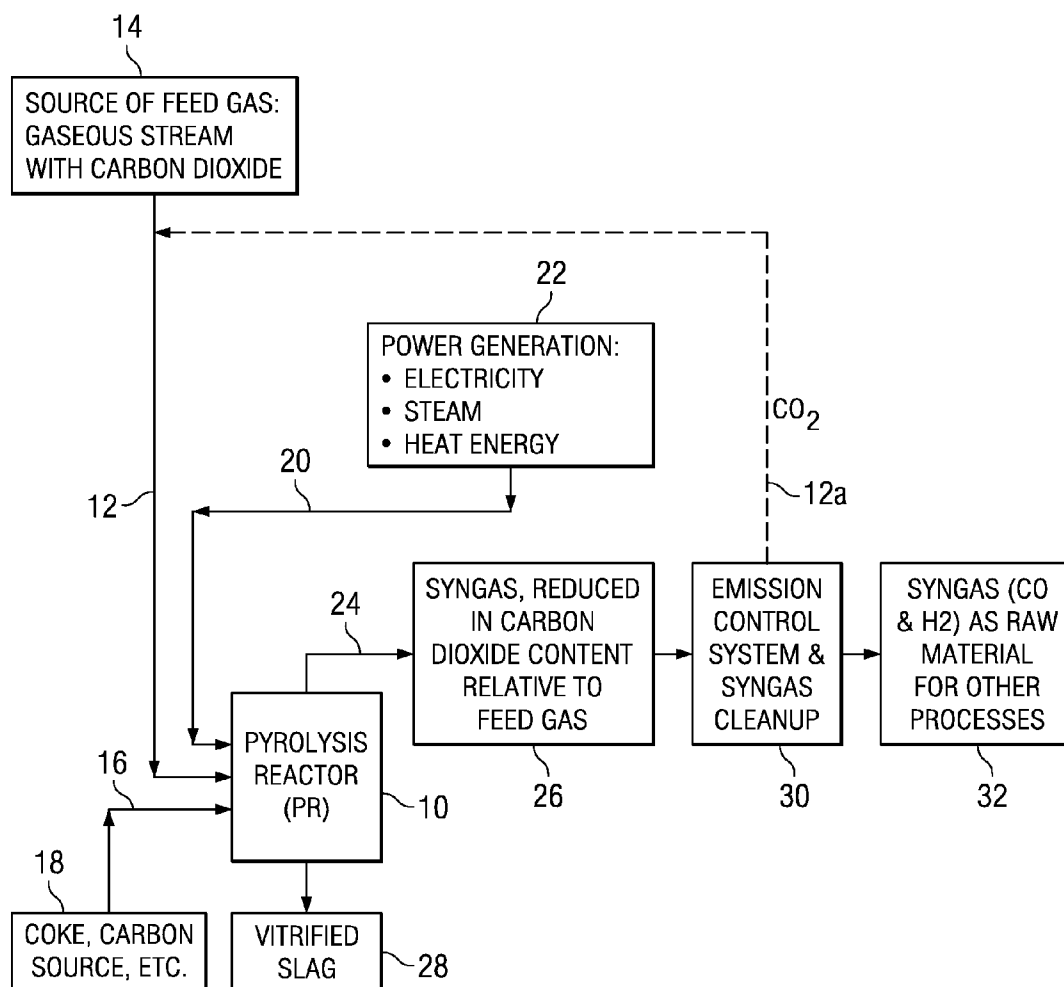 14
SOURCE OF FEED GAS:
GASEOUS STREAM
WITH CARBON DIOXIDE
22
POWER GENERATION:
• ELECTRICITY
• STEAM
• HEAT ENERGY
CO2
12a
20
12
24
SYNGAS, REDUCED
IN CARBON
DIOXIDE CONTENT
RELATIVE TO
FEED GAS
26
EMISSION
CONTROL
SYSTEM &
SYNGAS
CLEANUP
30
SYNGAS (CO
& H2) AS RAW
MATERIAL
FOR OTHER
PROCESSES
32
PYROLYSIS
REACTOR
(PR)
10
16
18
COKE, CARBON
SOURCE, ETC.
VITRIFIED
SLAG
28